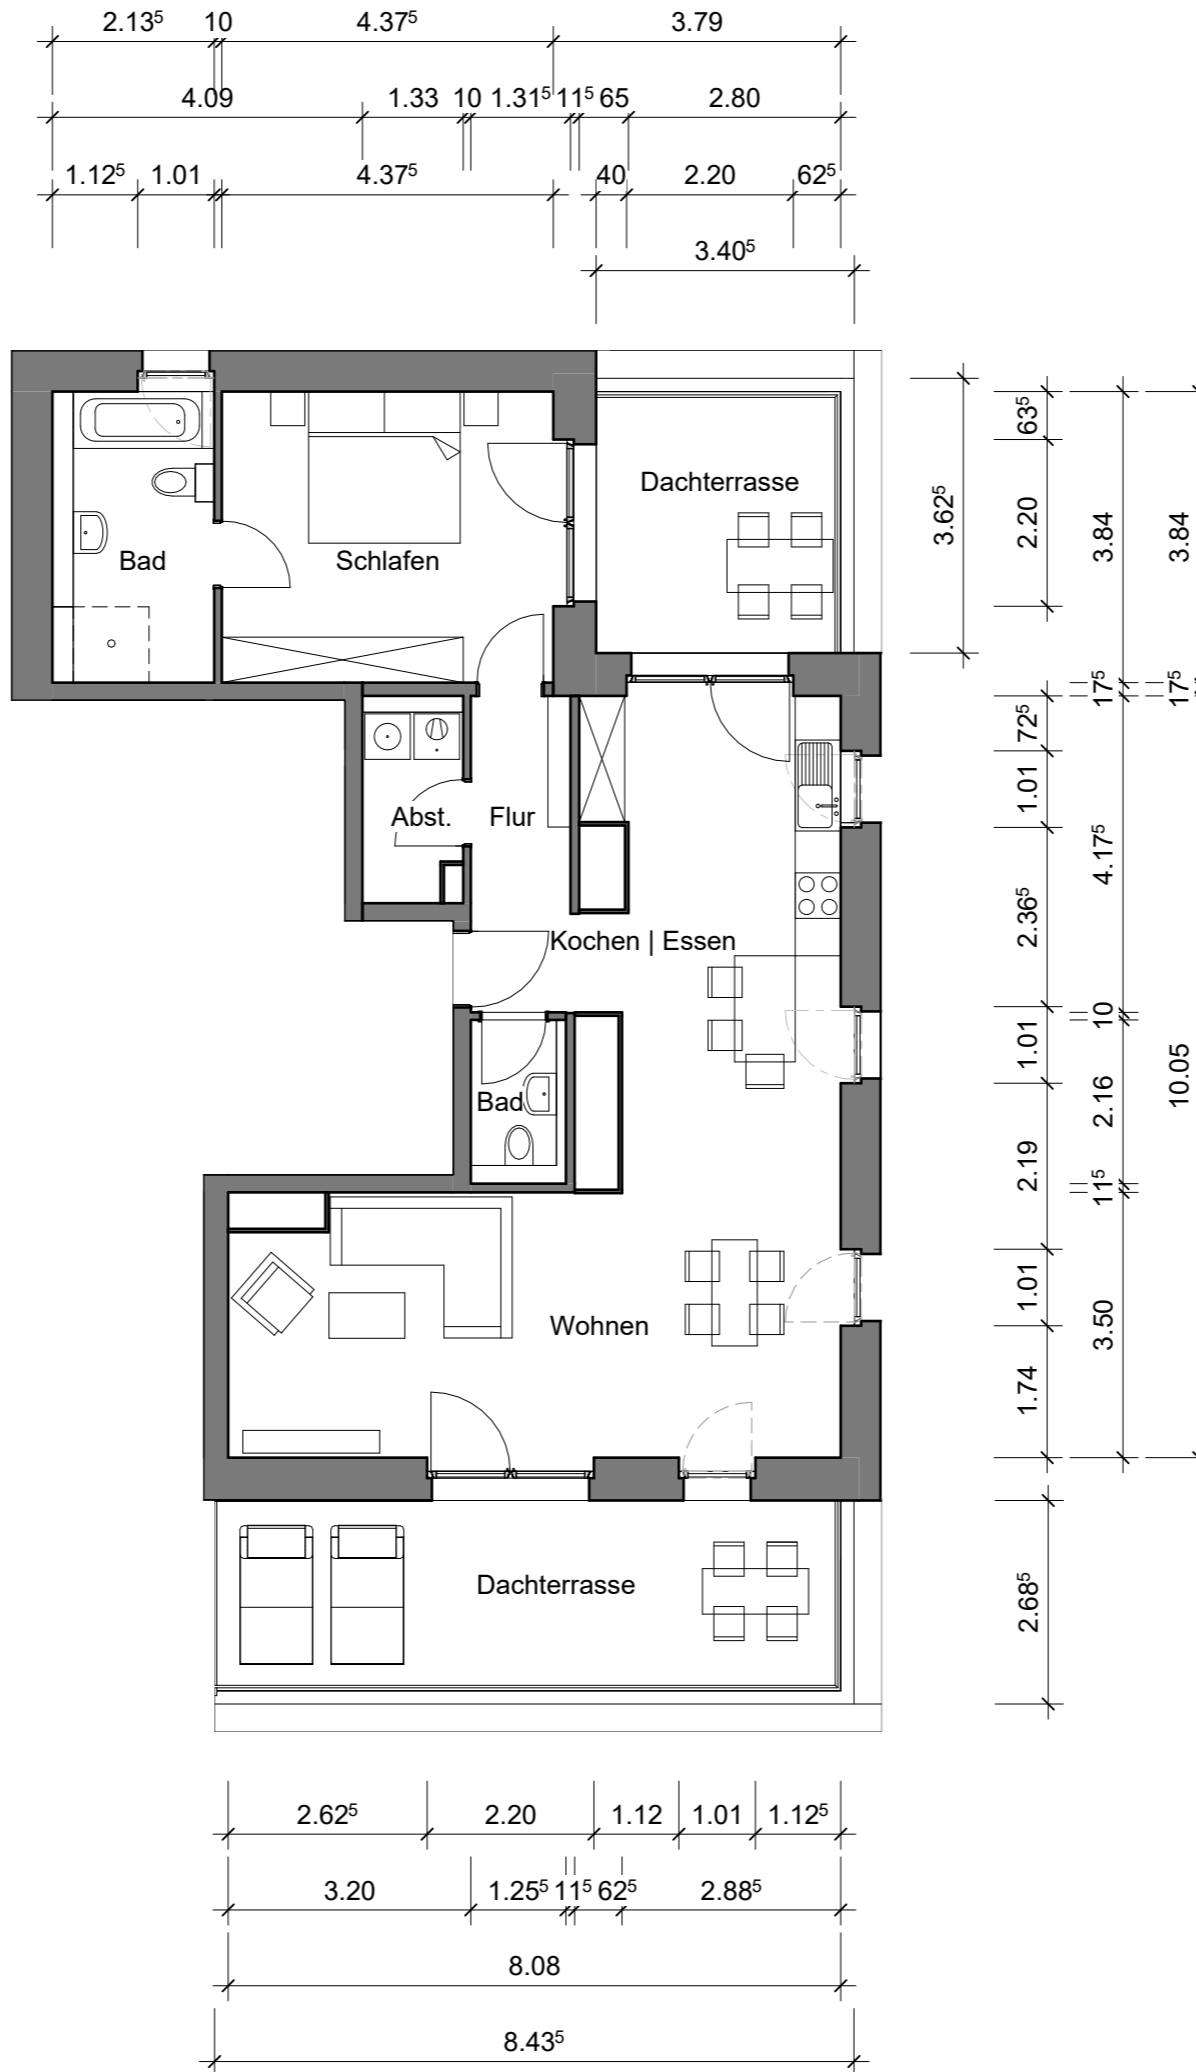 2.13⁵ 10 4.37⁵ 3.79
4.09 1.33 10 1.31⁵ 11⁵ 65 2.80
1.12⁵ 1.01 4.37⁵ 40 2.20 62⁵
3.40⁵
3.62⁵
63⁵
2.20
72⁵
1.01
2.36⁵
1.01
2.19
1.01
1.74
2.68⁵
3.84
17⁵
4.17⁵
10
2.16
11⁵
3.50
3.84
17⁵
10.05
Dachterrasse
Bad
Schlafen
Abst.
Flur
Kochen | Essen
Bad
Wohnen
Dachterrasse
2.62⁵ 2.20 1.12 1.01 1.12⁵
3.20 1.25⁵ 11⁵ 62⁵ 2.88⁵
8.08
8.43⁵